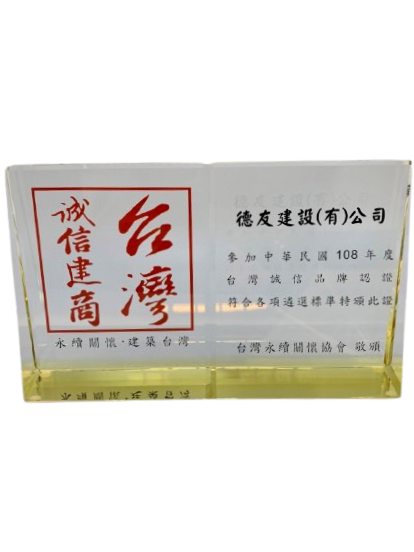 台灣
誠信建商
永續關懷·建築台灣
德友建設(有)公司
參加中華民國 108 年度
台灣誠信品牌認證
符合各項遴選標準特頒此證
台灣永續關懷協會 敬頒